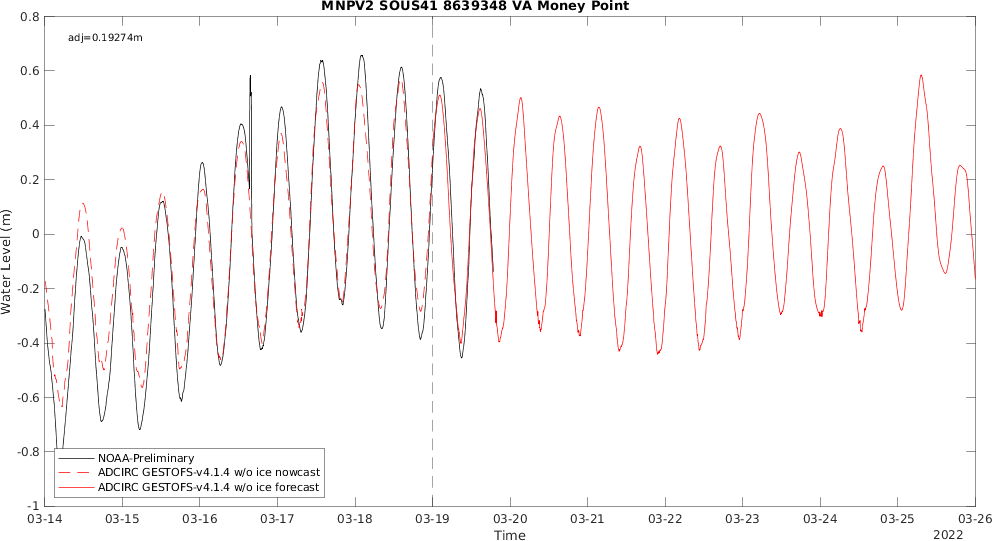 MNPV2 SOUS41 8639348 VA Money Point
adj=0.19274m
0.8
0.6
0.4
0.2
0
-0.2
-0.4
-0.6
-0.8
-1
Water Level (m)
NOAA-Preliminary
ADCIRC GESTOFS-v4.1.4 w/o ice nowcast
ADCIRC GESTOFS-v4.1.4 w/o ice forecast
03-14 03-15 03-16 03-17 03-18 03-19 03-20 03-21 03-22 03-23 03-24 03-25 03-26
Time
2022